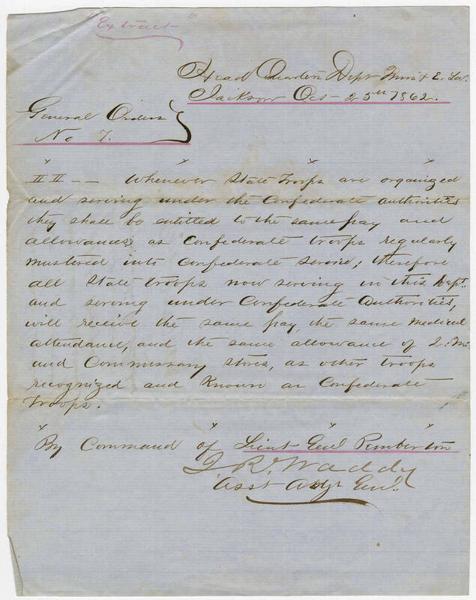 Extract
Head Quarters Dept Miss & E. La.
Jackson Oct 25th 1862.
General Orders
No 7.
x x x
II II -- Whenever State Troops are organized
and serving under the Confederate authorities
they shall be entitled to the same pay and
allowances as Confederate troops regularly
mustered into Confederate service; therefore
all State troops now serving in this Dept.
and serving under Confederate Authorities,
will receive the same pay, the same medical
attendance, and the same allowance of Q. Mr.
and Commissary stores, as other troops
recognized and Known as Confederate
troops.
x x x
By Command of Lieut Genl Pemberton
J. R. Waddy
Asst Adjt Genl.